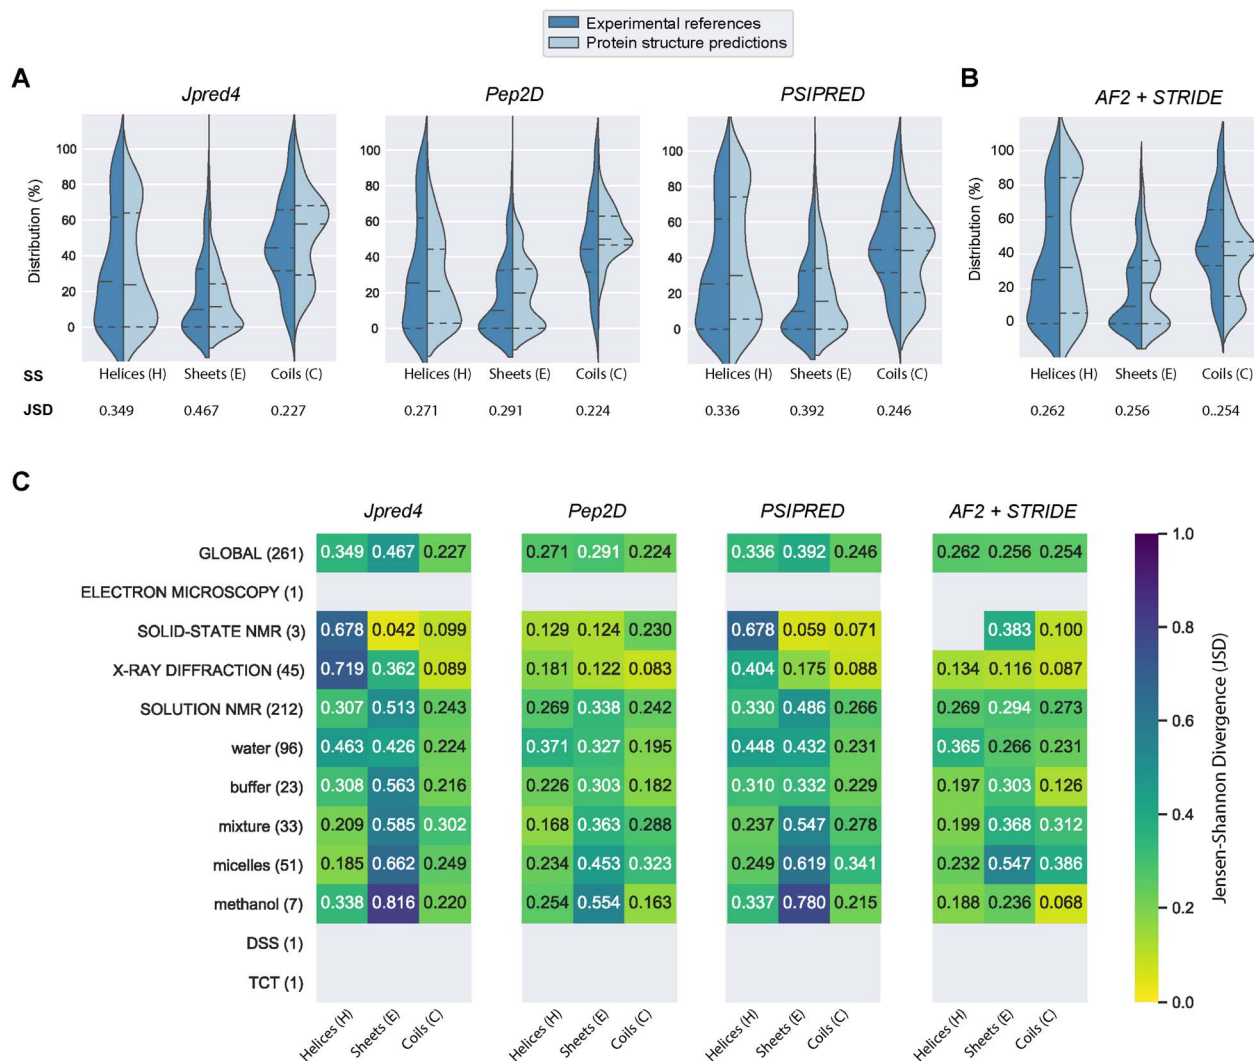 Experimental references
Protein structure predictions
A
Jpred4
Pep2D
PSIPRED
B
AF2 + STRIDE
Distribution (%)
100
80
60
40
20
0
100
80
60
40
20
0
100
80
60
40
20
0
Distribution (%)
100
80
60
40
20
0
SS Helices (H) Sheets (E) Coils (C) Helices (H) Sheets (E) Coils (C) Helices (H) Sheets (E) Coils (C) Helices (H) Sheets (E) Coils (C)
JSD 0.349 0.467 0.227 0.271 0.291 0.224 0.336 0.392 0.246 0.262 0.256 0..254
C
Jpred4 Pep2D PSIPRED AF2 + STRIDE
GLOBAL (261) 0.349 0.467 0.227 0.271 0.291 0.224 0.336 0.392 0.246 0.262 0.256 0.254
ELECTRON MICROSCOPY (1)
SOLID-STATE NMR (3) 0.678 0.042 0.099 0.129 0.124 0.230 0.678 0.059 0.071 0.383 0.100
X-RAY DIFFRACTION (45) 0.719 0.362 0.089 0.181 0.122 0.083 0.404 0.175 0.088 0.134 0.116 0.087
SOLUTION NMR (212) 0.307 0.513 0.243 0.269 0.338 0.242 0.330 0.486 0.266 0.269 0.294 0.273
water (96) 0.463 0.426 0.224 0.371 0.327 0.195 0.448 0.432 0.231 0.365 0.266 0.231
buffer (23) 0.308 0.563 0.216 0.226 0.303 0.182 0.310 0.332 0.229 0.197 0.303 0.126
mixture (33) 0.209 0.585 0.302 0.168 0.363 0.288 0.237 0.547 0.278 0.199 0.368 0.312
micelles (51) 0.185 0.662 0.249 0.234 0.453 0.323 0.249 0.619 0.341 0.232 0.547 0.386
methanol (7) 0.338 0.816 0.220 0.254 0.554 0.163 0.337 0.780 0.215 0.188 0.236 0.068
DSS (1)
TCT (1)
Helices (H) Sheets (E) Coils (C) Helices (H) Sheets (E) Coils (C) Helices (H) Sheets (E) Coils (C) Helices (H) Sheets (E) Coils (C)
1.0
0.8
0.6
0.4
0.2
0.0
Jensen-Shannon Divergence (JSD)